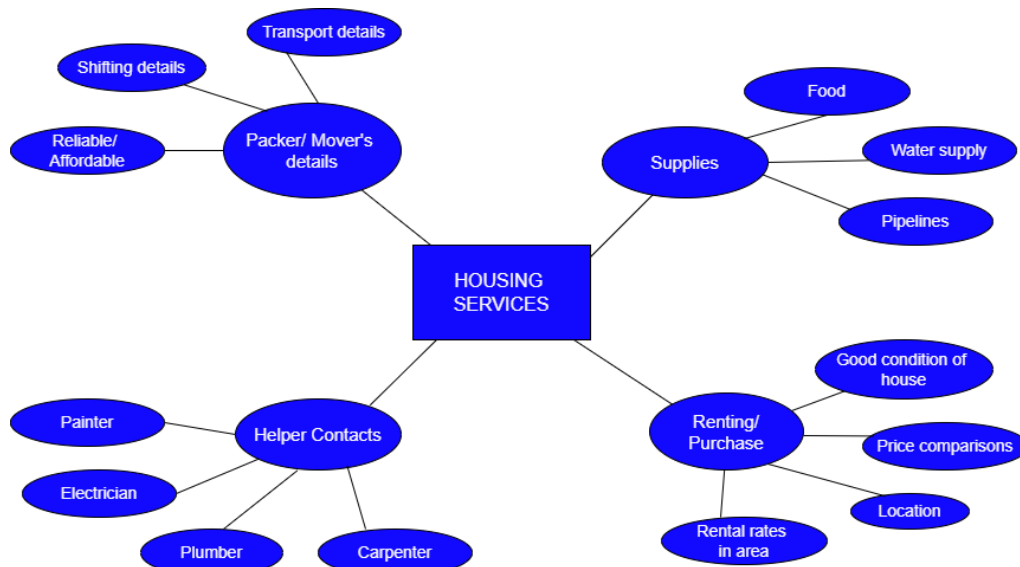 Transport details
Shifting details
Reliable/
Affordable
Packer/ Mover's
details
Food
Supplies
Water supply
Pipelines
HOUSING
SERVICES
Painter
Helper Contacts
Electrician
Plumber
Carpenter
Good condition of
house
Renting/
Purchase
Price comparisons
Location
Rental rates
in area